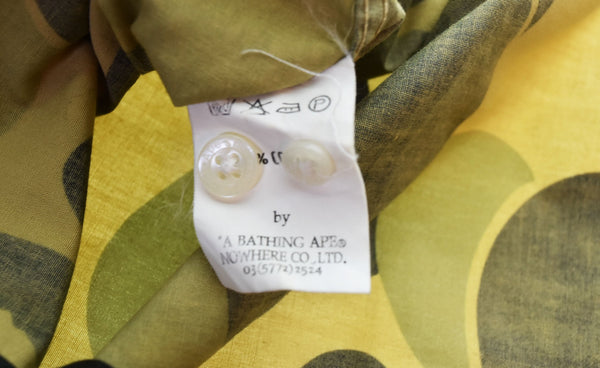 by
"A BATHING APE®
NOWHERE CO.,LTD.
03(5772)2524